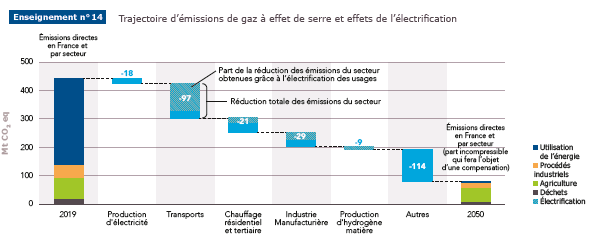 Enseignement n° 14
Trajectoire d'émissions de gaz à effet de serre et effets de l'électrification
Émissions directes
en France et
par secteur
Mt CO2 eq
500
400
300
200
100
0
-18
-97
-21
-29
-9
-114
Part de la réduction des émissions du secteur
obtenues grâce à l'électrification des usages
Réduction totale des émissions du secteur
Émissions directes
en France et
par secteur
(part incompressible
qui fera l'objet
d'une compensation)
2019
Production
d'électricité
Transports
Chauffage
résidentiel
et tertiaire
Industrie
Manufacturière
Production
d'hydrogène
matière
Autres
2050
Utilisation
de l'énergie
Procédés
industriels
Agriculture
Déchets
Électrification